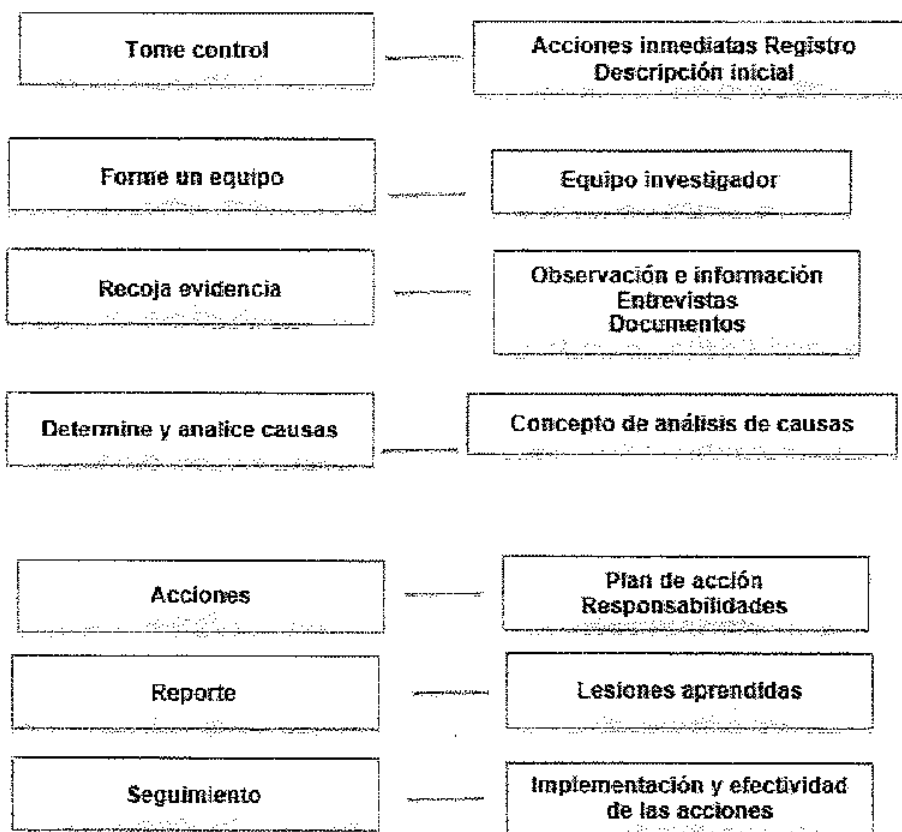 Tome control
Acciones inmediatas Registro
Descripción inicial
Forme un equipo
Equipo investigador
Recoja evidencia
Observación e información
Entrevistas
Documentos
Determine y analice causas
Concepto de análisis de causas
Acciones
Plan de acción
Responsabilidades
Reporte
Lesiones aprendidas
Seguimiento
Implementación y efectividad
de las acciones